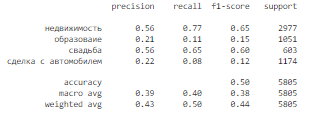 precision recall f1-score support
недвижимость 0.56 0.77 0.65 2977
образоваие 0.21 0.11 0.15 1051
свадьба 0.56 0.65 0.60 603
сделка с автомобилем 0.22 0.08 0.12 1174
accuracy 0.50 5805
macro avg 0.39 0.40 0.38 5805
weighted avg 0.43 0.50 0.44 5805